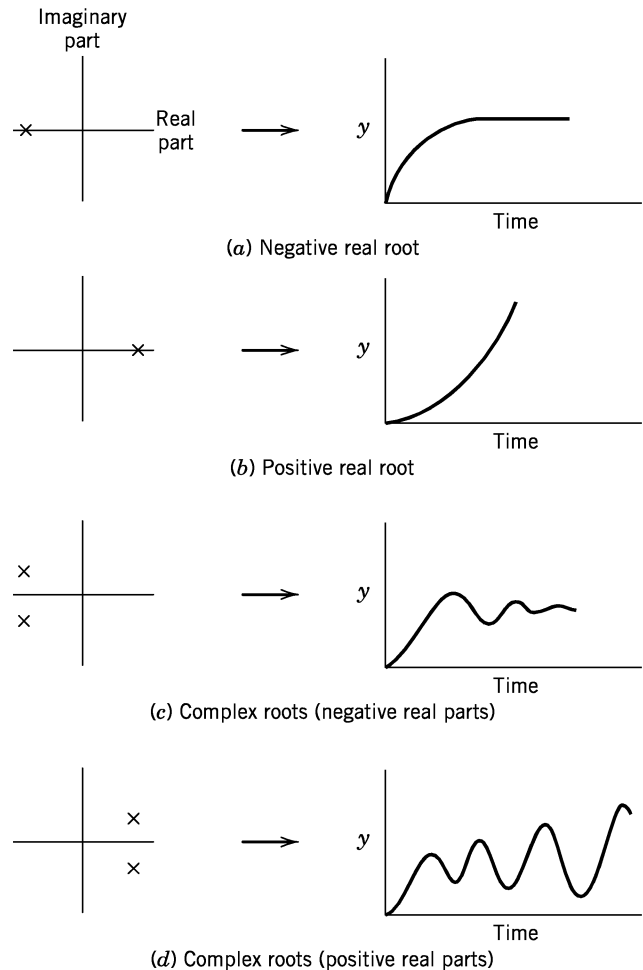 Imaginary
part
Real
part
y
Time
(a) Negative real root
y
Time
(b) Positive real root
y
Time
(c) Complex roots (negative real parts)
y
Time
(d) Complex roots (positive real parts)